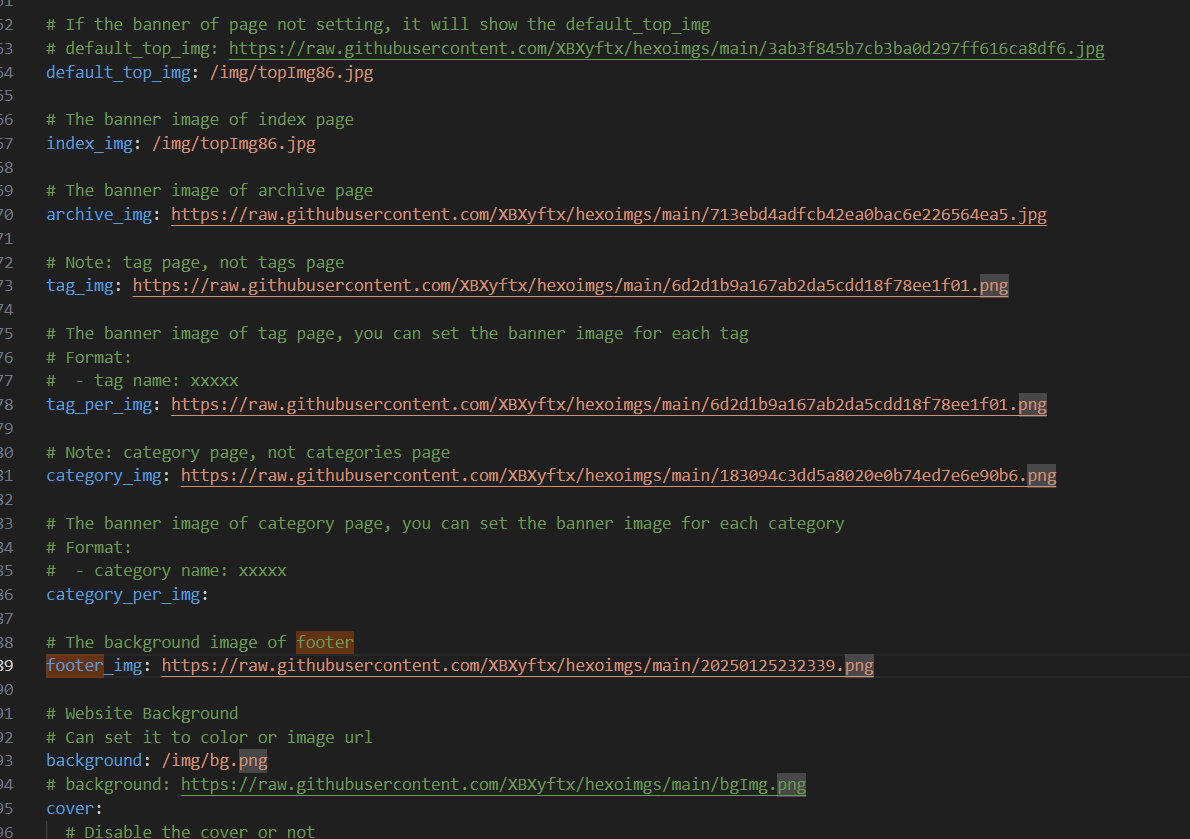 52 # If the banner of page not setting, it will show the default_top_img
53 # default_top_img: https://raw.githubusercontent.com/XBXyftx/hexoimgs/main/3ab3f845b7cb3ba0d297ff616ca8df6.jpg
54 default_top_img: /img/topImg86.jpg
55
56 # The banner image of index page
57 index_img: /img/topImg86.jpg
58
59 # The banner image of archive page
70 archive_img: https://raw.githubusercontent.com/XBXyftx/hexoimgs/main/713ebd4adfcb42ea0bac6e226564ea5.jpg
71
72 # Note: tag page, not tags page
73 tag_img: https://raw.githubusercontent.com/XBXyftx/hexoimgs/main/6d2d1b9a167ab2da5cdd18f78ee1f01.png
74
75 # The banner image of tag page, you can set the banner image for each tag
76 # Format:
77 #  - tag name: xxxxx
78 tag_per_img: https://raw.githubusercontent.com/XBXyftx/hexoimgs/main/6d2d1b9a167ab2da5cdd18f78ee1f01.png
79
80 # Note: category page, not categories page
81 category_img: https://raw.githubusercontent.com/XBXyftx/hexoimgs/main/183094c3dd5a8020e0b74ed7e6e90b6.png
82
83 # The banner image of category page, you can set the banner image for each category
84 # Format:
85 #  - category name: xxxxx
86 category_per_img:
87
88 # The background image of footer
89 footer_img: https://raw.githubusercontent.com/XBXyftx/hexoimgs/main/20250125232339.png
90
91 # Website Background
92 # Can set it to color or image url
93 background: /img/bg.png
94 # background: https://raw.githubusercontent.com/XBXyftx/hexoimgs/main/bgImg.png
95 cover:
96   # Disable the cover or not